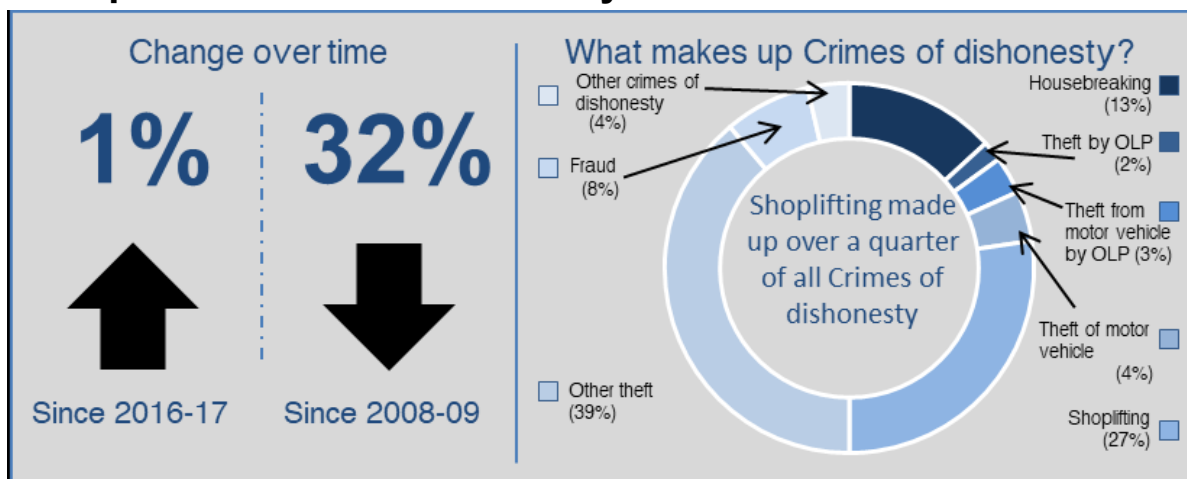 Change over time
1%
32%
Since 2016-17
Since 2008-09
What makes up Crimes of dishonesty?
Other crimes of
dishonesty
(4%)
Fraud
(8%)
Other theft
(39%)
Shoplifting made
up over a quarter
of all Crimes of
dishonesty
Housebreaking
(13%)
Theft by OLP
(2%)
Theft from
motor vehicle
by OLP (3%)
Theft of motor
vehicle
(4%)
Shoplifting
(27%)